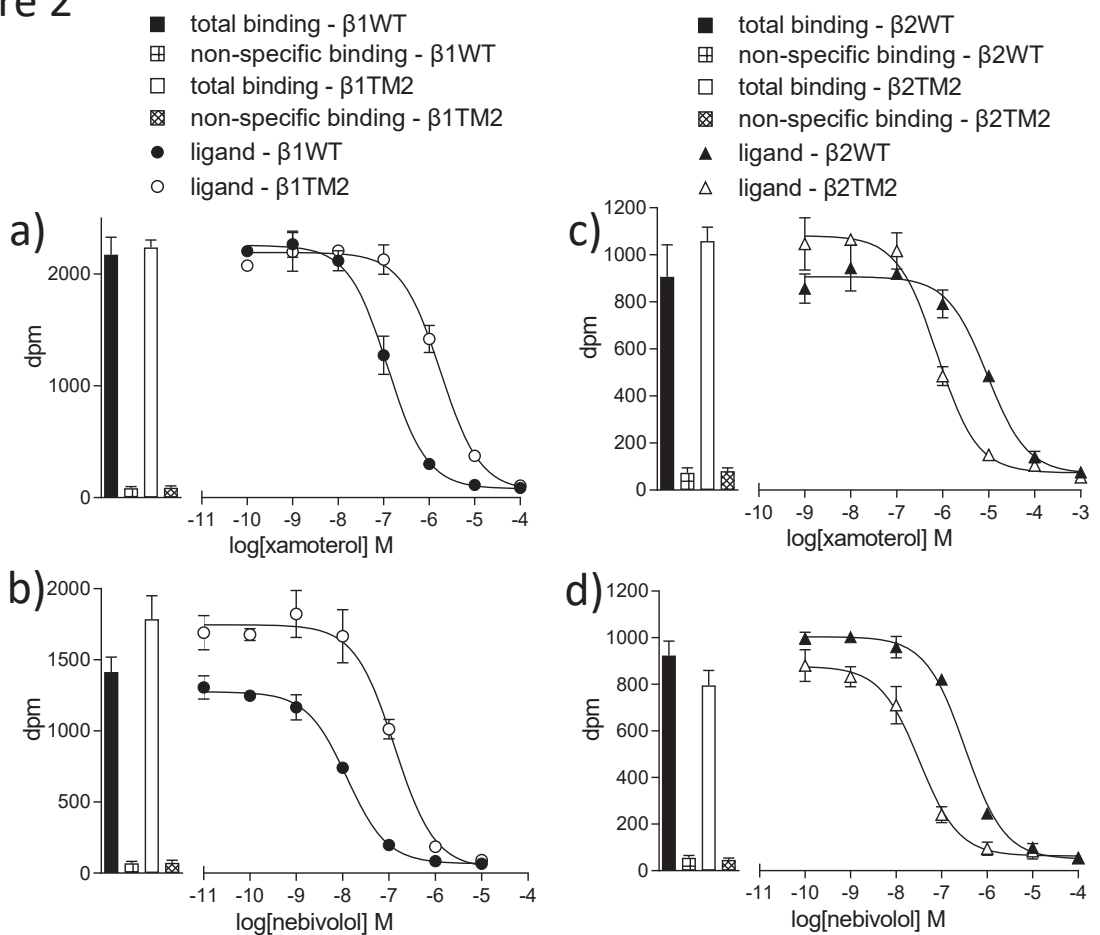 re 2
total binding - β1WT
non-specific binding - β1WT
total binding - β1TM2
non-specific binding - β1TM2
ligand - β1WT
ligand - β1TM2
total binding - β2WT
non-specific binding - β2WT
total binding - β2TM2
non-specific binding - β2TM2
ligand - β2WT
ligand - β2TM2
a)
2000
1000
0
dpm
-11 -10 -9 -8 -7 -6 -5 -4
log[xamoterol] M
c)
1200
1000
800
600
400
200
0
dpm
-10 -9 -8 -7 -6 -5 -4 -3
log[xamoterol] M
b)
2000
1500
1000
500
0
dpm
-11 -10 -9 -8 -7 -6 -5 -4
log[nebivolol] M
d)
1200
1000
800
600
400
200
0
dpm
-11 -10 -9 -8 -7 -6 -5 -4
log[nebivolol] M